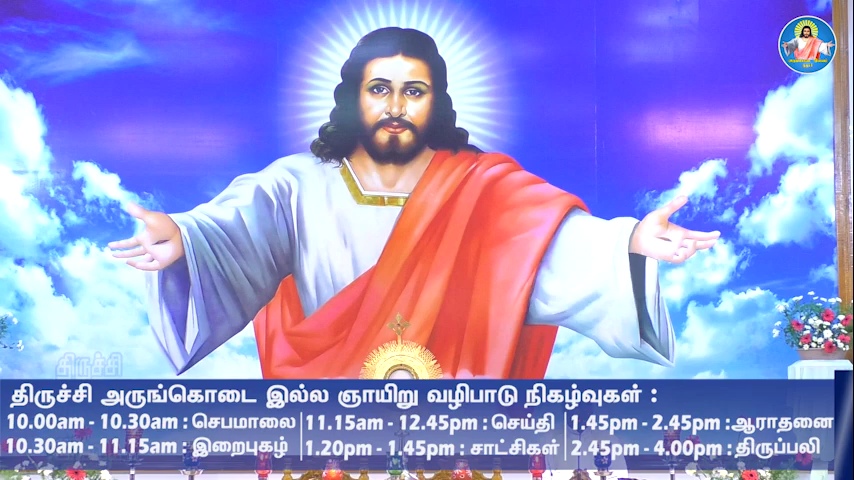 திருச்சி
திருச்சி அருங்கொடை இல்ல ஞாயிறு வழிபாடு நிகழ்வுகள் :
10.00am - 10.30am : செபமாலை 11.15am - 12.45pm : செய்தி 1.45pm - 2.45pm :ஆராதனை
10.30am - 11.15am : இறைபுகழ் 1.20pm - 1.45pm : சாட்சிகள் 2.45pm - 4.00pm :திருப்பலி